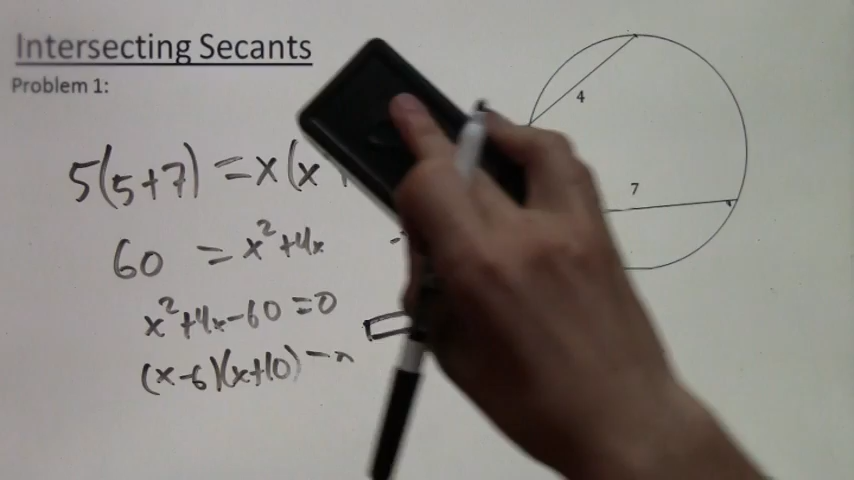 Intersecting Secants
Problem 1:
4
5(5+7) = x(x
7
60 = x² + 4x
x² + 4x - 60 = 0
(x-6)(x+10)